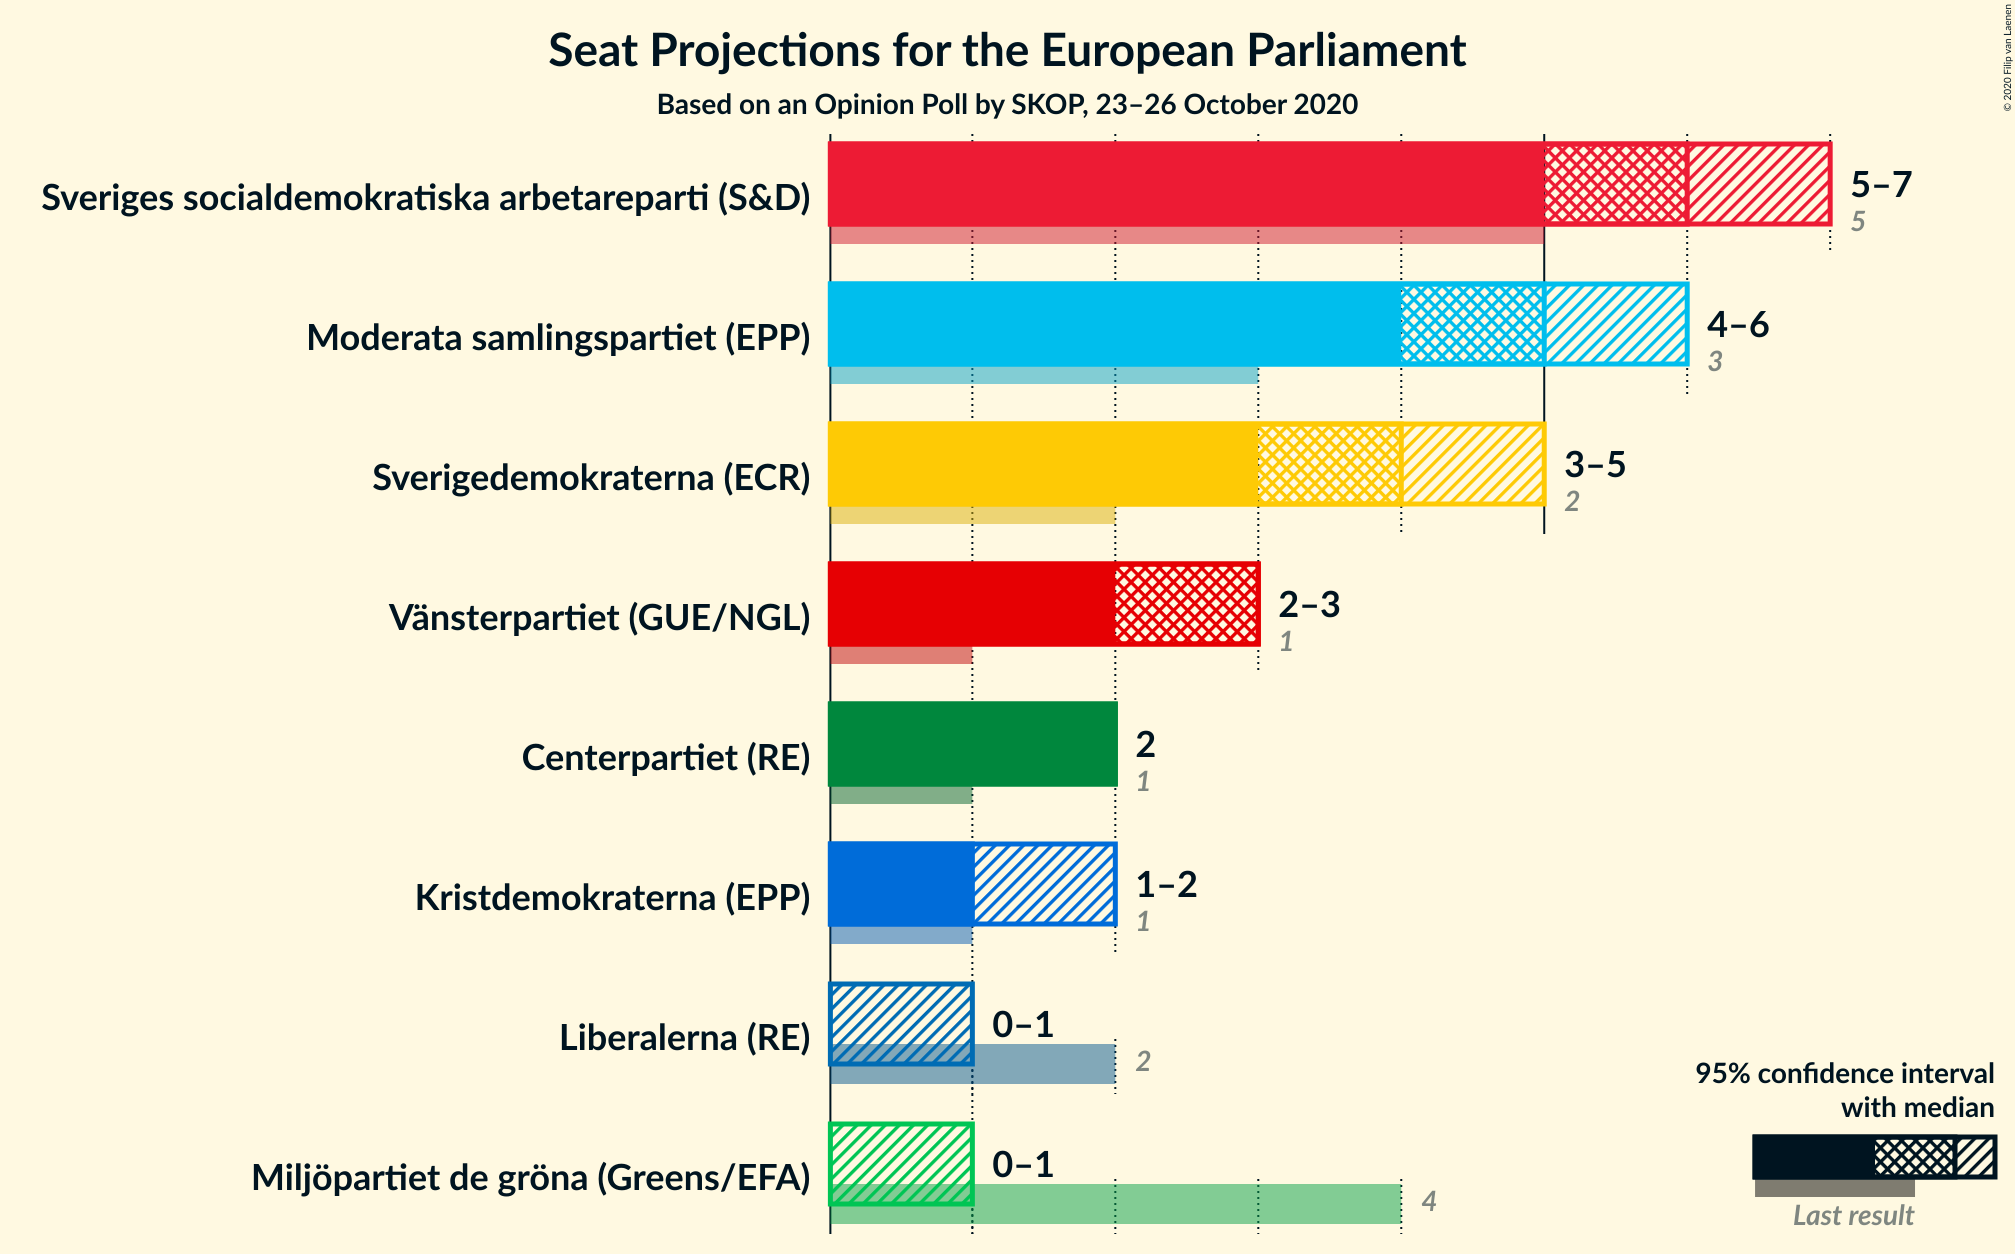 Seat Projections for the European Parliament
Based on an Opinion Poll by SKOP, 23–26 October 2020
© 2020 Filip van Laenen
Sveriges socialdemokratiska arbetareparti (S&D)
5–7
5
Moderata samlingspartiet (EPP)
4–6
3
Sverigedemokraterna (ECR)
3–5
2
Vänsterpartiet (GUE/NGL)
2–3
1
Centerpartiet (RE)
2
1
Kristdemokraterna (EPP)
1–2
1
Liberalerna (RE)
0–1
2
Miljöpartiet de gröna (Greens/EFA)
0–1
4
95% confidence interval
with median
Last result